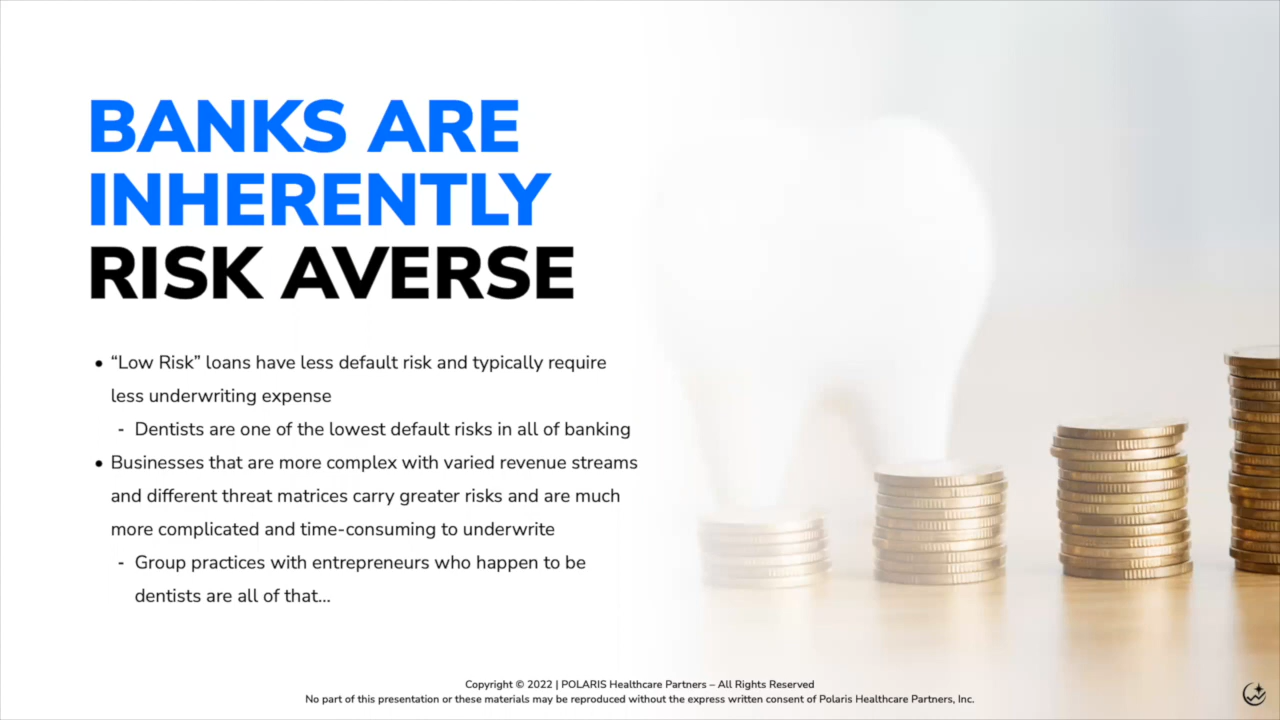 BANKS ARE
INHERENTLY
RISK AVERSE
• “Low Risk” loans have less default risk and typically require
less underwriting expense
- Dentists are one of the lowest default risks in all of banking
• Businesses that are more complex with varied revenue streams
and different threat matrices carry greater risks and are much
more complicated and time-consuming to underwrite
- Group practices with entrepreneurs who happen to be
dentists are all of that...
Copyright © 2022 | POLARIS Healthcare Partners – All Rights Reserved
No part of this presentation or these materials may be reproduced without the express written consent of Polaris Healthcare Partners, Inc.